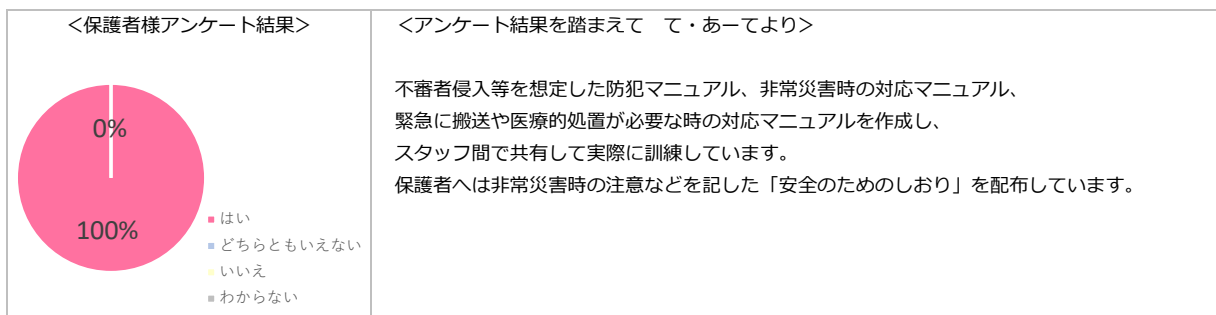 <保護者様アンケート結果>
0%
100%
はい
どちらともいえない
いいえ
わからない
<アンケート結果を踏まえて　て・あーてより>
不審者侵入等を想定した防犯マニュアル、非常災害時の対応マニュアル、
緊急に搬送や医療的処置が必要な時の対応マニュアルを作成し、
スタッフ間で共有して実際に訓練しています。
保護者へは非常災害時の注意などを記した「安全のためのしおり」を配布しています。